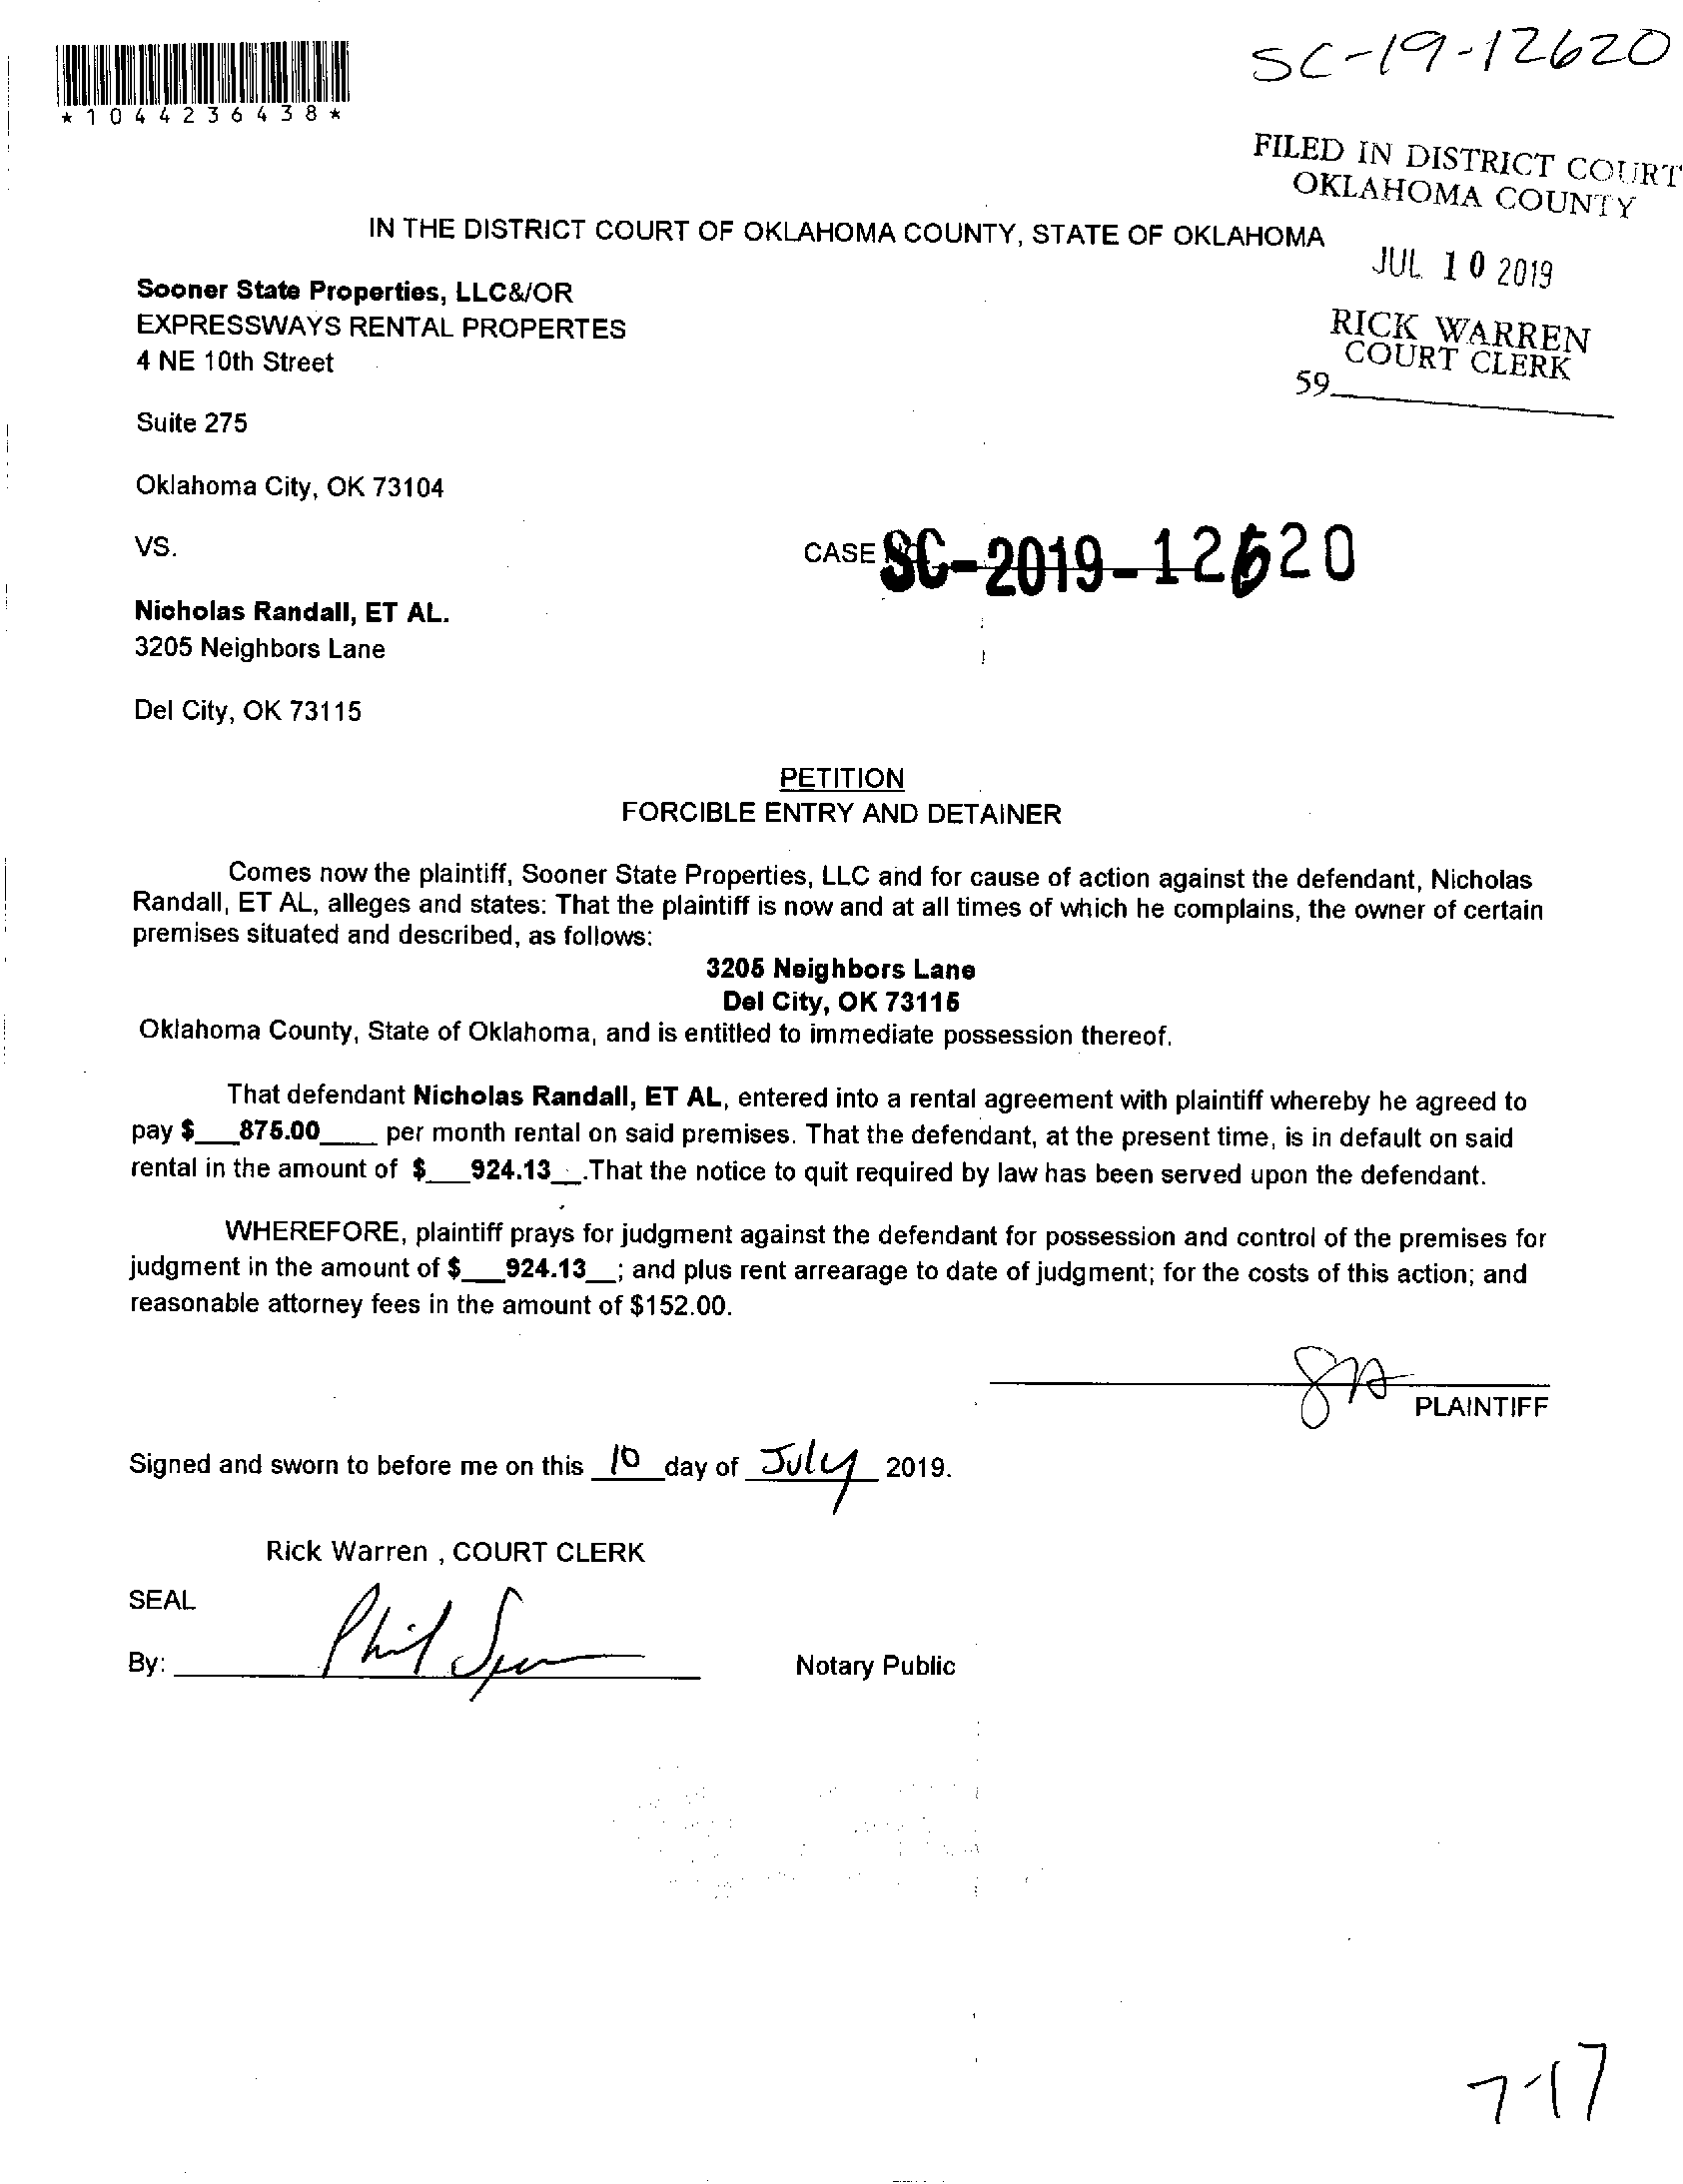 *1044236438*
SC-19-12620
FILED IN DISTRICT COURT
OKLAHOMA COUNTY
IN THE DISTRICT COURT OF OKLAHOMA COUNTY, STATE OF OKLAHOMA
JUL 10 2019
Sooner State Properties, LLC&/OR
EXPRESSWAYS RENTAL PROPERTES
RICK WARREN
COURT CLERK
4 NE 10th Street
59
Suite 275
Oklahoma City, OK 73104
VS.
CASE SC-2019-12620
Nicholas Randall, ET AL.
3205 Neighbors Lane
Del City, OK 73115
PETITION
FORCIBLE ENTRY AND DETAINER
Comes now the plaintiff, Sooner State Properties, LLC and for cause of action against the defendant, Nicholas
Randall, ET AL, alleges and states: That the plaintiff is now and at all times of which he complains, the owner of certain
premises situated and described, as follows:
3205 Neighbors Lane
Del City, OK 73115
Oklahoma County, State of Oklahoma, and is entitled to immediate possession thereof.
That defendant Nicholas Randall, ET AL, entered into a rental agreement with plaintiff whereby he agreed to
pay $___875.00____ per month rental on said premises. That the defendant, at the present time, is in default on said
rental in the amount of $___924.13__.That the notice to quit required by law has been served upon the defendant.
WHEREFORE, plaintiff prays for judgment against the defendant for possession and control of the premises for
judgment in the amount of $___924.13__; and plus rent arrearage to date of judgment; for the costs of this action; and
reasonable attorney fees in the amount of $152.00.
PLAINTIFF
Signed and sworn to before me on this 10 day of July 2019.
Rick Warren , COURT CLERK
SEAL
By: Phil
Notary Public
7-17